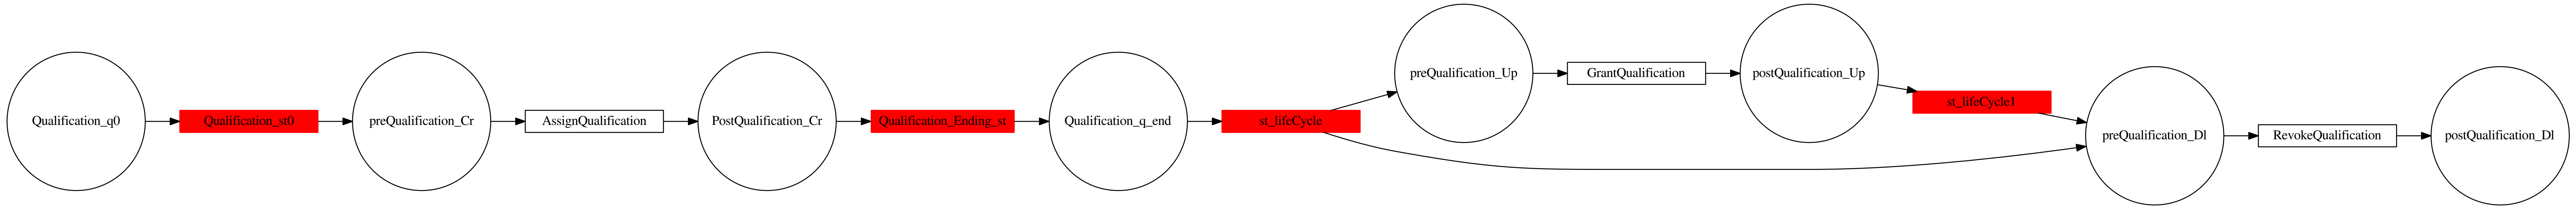 Qualification_q0
Qualification_st0
preQualification_Cr
AssignQualification
PostQualification_Cr
Qualification_Ending_st
Qualification_q_end
st_lifeCycle
preQualification_Up
GrantQualification
postQualification_Up
st_lifeCycle1
preQualification_Dl
RevokeQualification
postQualification_Dl